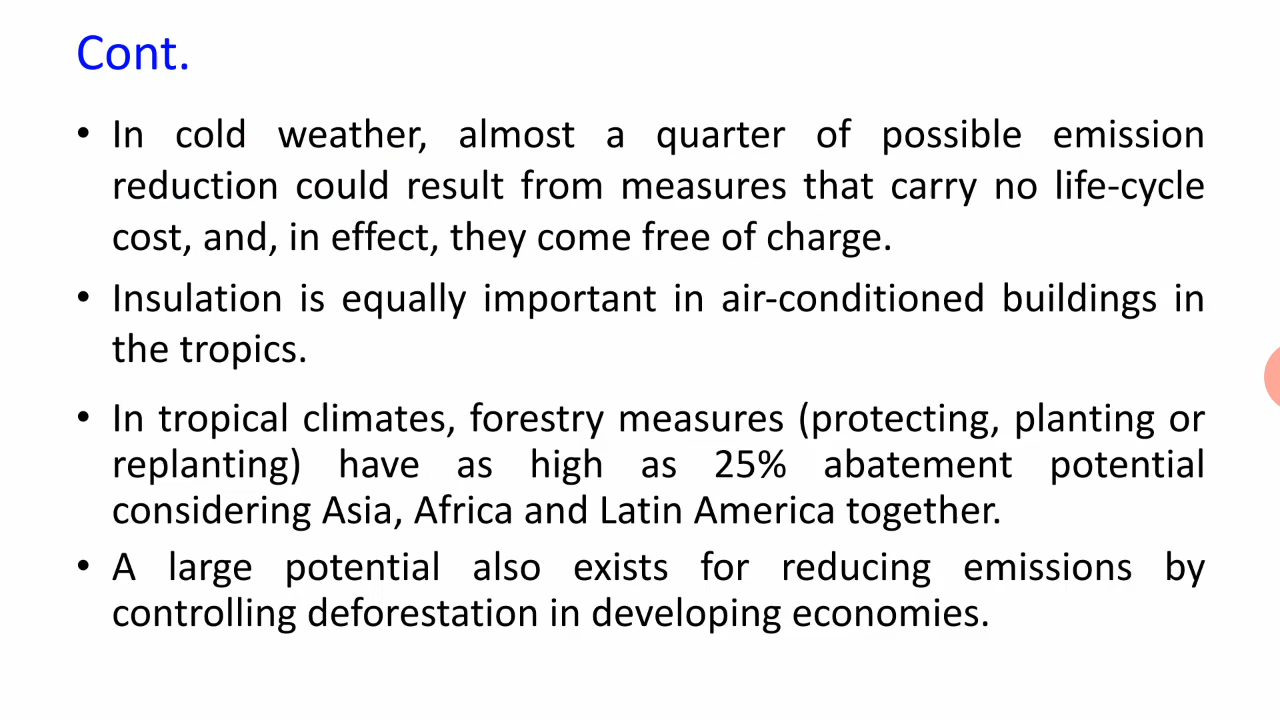 Cont.
• In cold weather, almost a quarter of possible emission
reduction could result from measures that carry no life-cycle
cost, and, in effect, they come free of charge.
• Insulation is equally important in air-conditioned buildings in
the tropics.
• In tropical climates, forestry measures (protecting, planting or
replanting) have as high as 25% abatement potential
considering Asia, Africa and Latin America together.
• A large potential also exists for reducing emissions by
controlling deforestation in developing economies.